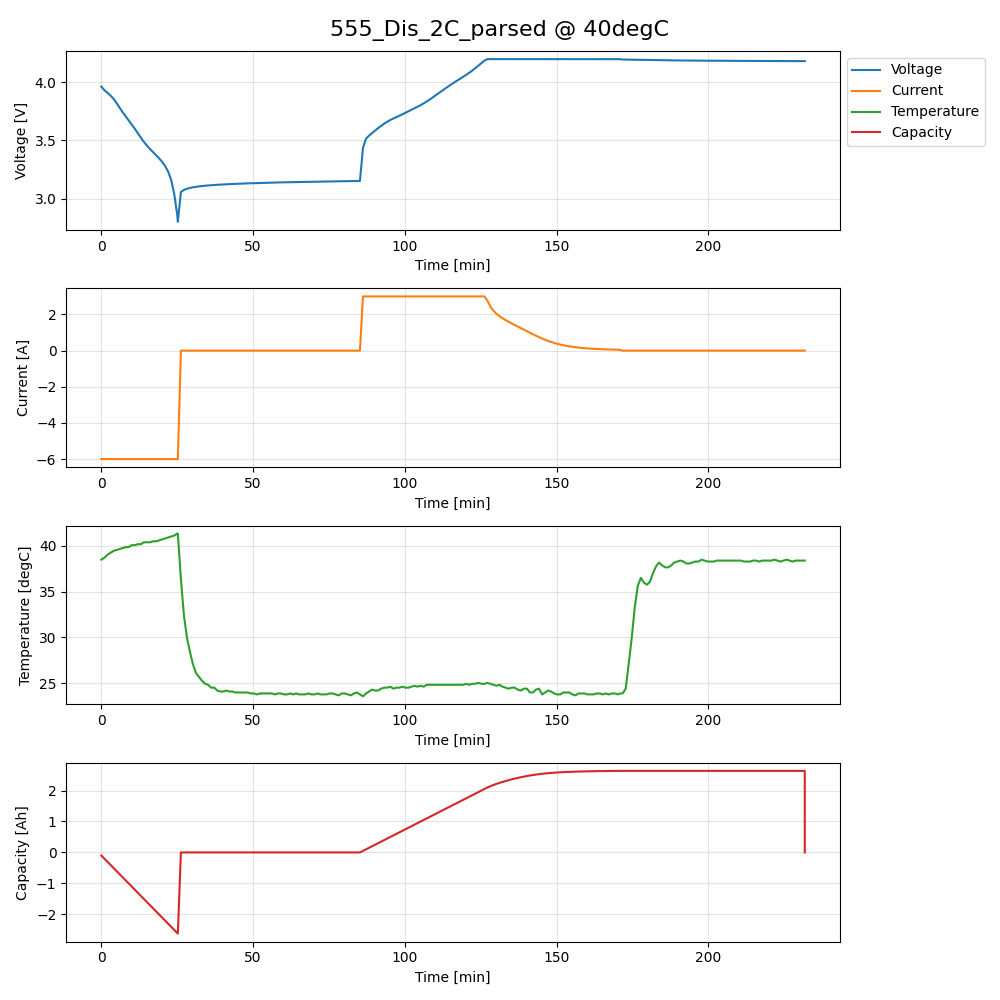 555_Dis_2C_parsed @ 40degC
Voltage [V]
4.0
3.5
3.0
0 50 100 150 200
Time [min]
Voltage
Current
Temperature
Capacity
Current [A]
2
0
−2
−4
−6
0 50 100 150 200
Time [min]
Temperature [degC]
40
35
30
25
0 50 100 150 200
Time [min]
Capacity [Ah]
2
1
0
−1
−2
0 50 100 150 200
Time [min]